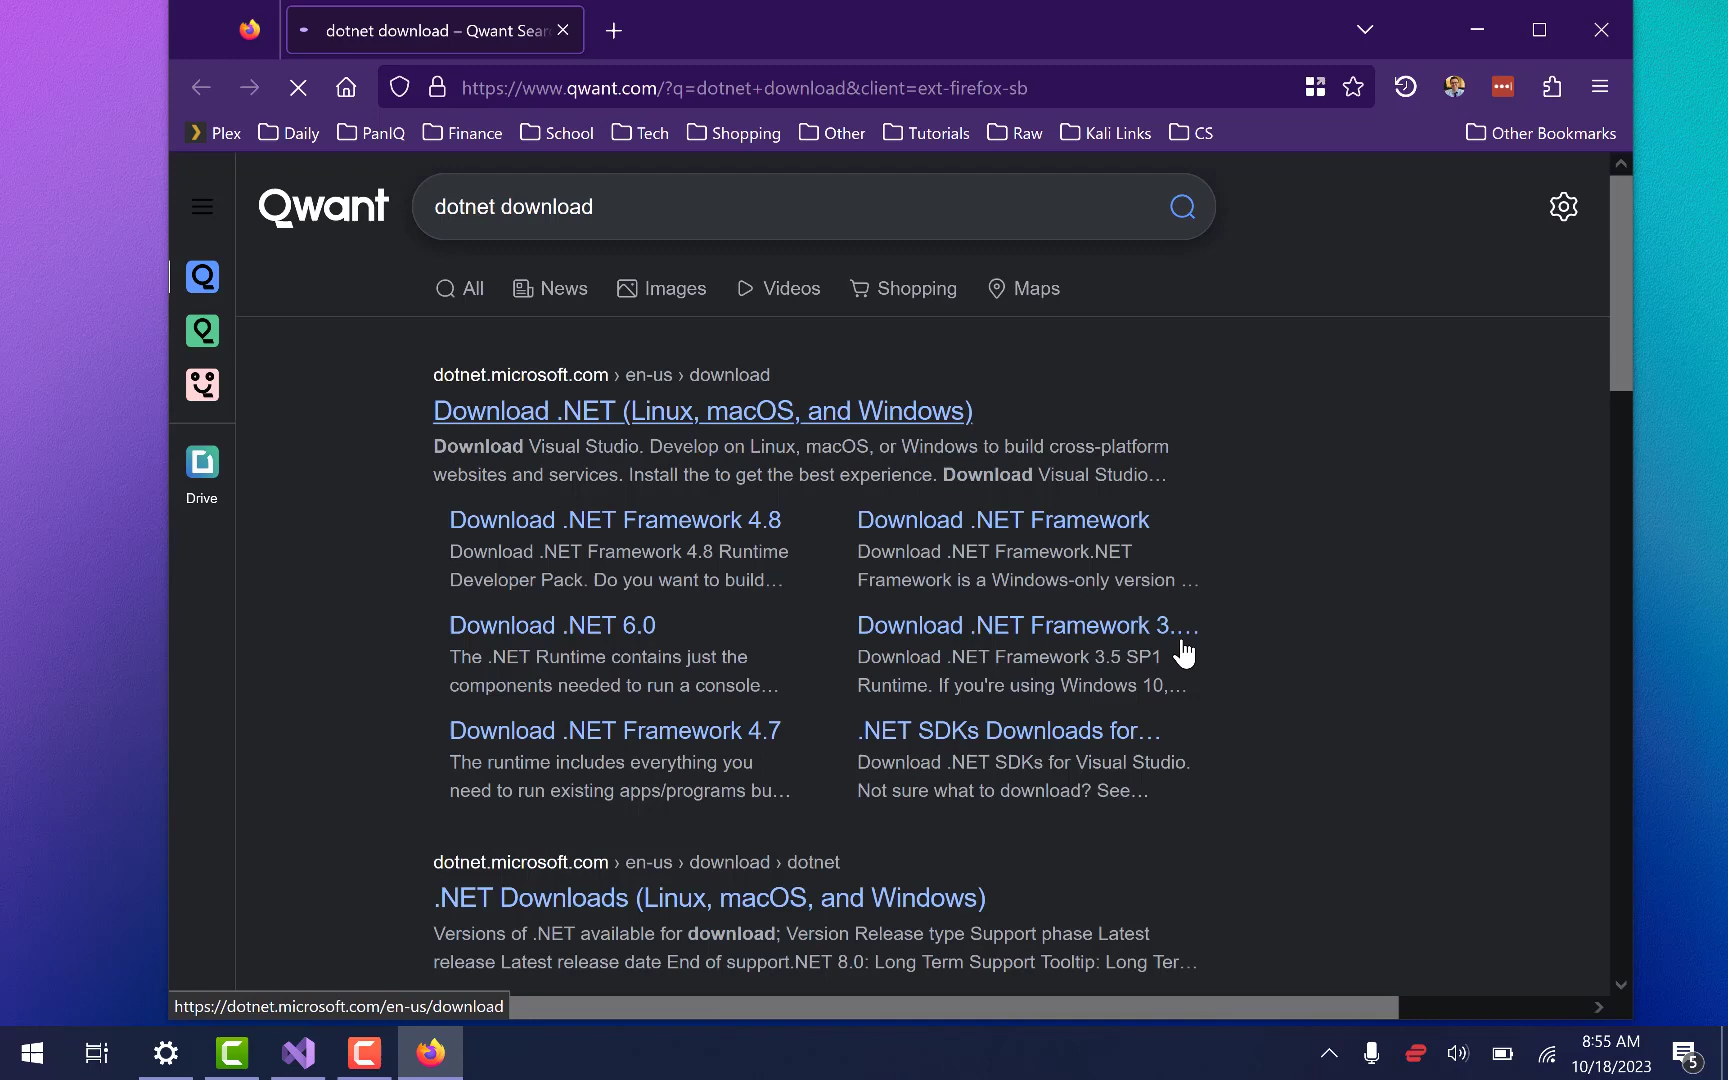 dotnet download – Qwant Sear
https://www.qwant.com/?q=dotnet+download&client=ext-firefox-sb
Plex Daily PanIQ Finance School Tech Shopping Other Tutorials Raw Kali Links CS Other Bookmarks
Qwant dotnet download
All News Images Videos Shopping Maps
Drive
dotnet.microsoft.com › en-us › download
Download .NET (Linux, macOS, and Windows)
Download Visual Studio. Develop on Linux, macOS, or Windows to build cross-platform
websites and services. Install the to get the best experience. Download Visual Studio...
Download .NET Framework 4.8
Download .NET Framework 4.8 Runtime
Developer Pack. Do you want to build...
Download .NET Framework
Download .NET Framework.NET
Framework is a Windows-only version ...
Download .NET 6.0
The .NET Runtime contains just the
components needed to run a console...
Download .NET Framework 3....
Download .NET Framework 3.5 SP1
Runtime. If you're using Windows 10,...
Download .NET Framework 4.7
The runtime includes everything you
need to run existing apps/programs bu...
.NET SDKs Downloads for...
Download .NET SDKs for Visual Studio.
Not sure what to download? See...
dotnet.microsoft.com › en-us › download › dotnet
.NET Downloads (Linux, macOS, and Windows)
Versions of .NET available for download; Version Release type Support phase Latest
release Latest release date End of support.NET 8.0: Long Term Support Tooltip: Long Ter...
https://dotnet.microsoft.com/en-us/download
8:55 AM
10/18/2023
5